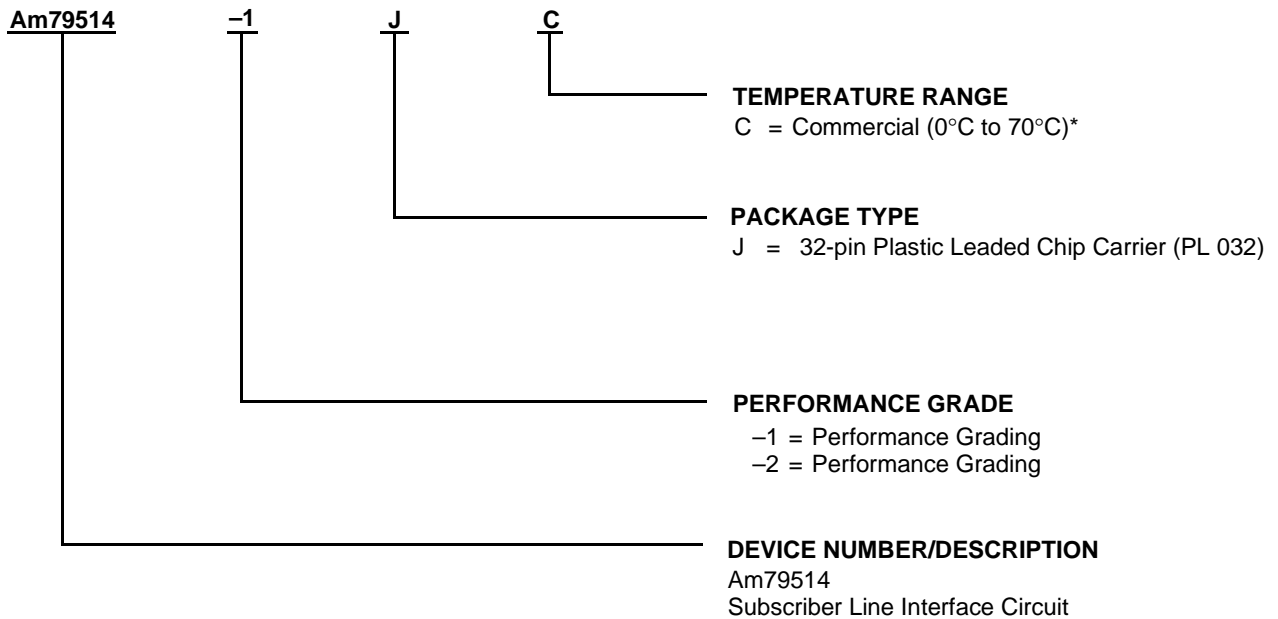 Am79514 –1 J C
TEMPERATURE RANGE
C = Commercial (0°C to 70°C)*
PACKAGE TYPE
J = 32-pin Plastic Leaded Chip Carrier (PL 032)
PERFORMANCE GRADE
–1 = Performance Grading
–2 = Performance Grading
DEVICE NUMBER/DESCRIPTION
Am79514
Subscriber Line Interface Circuit